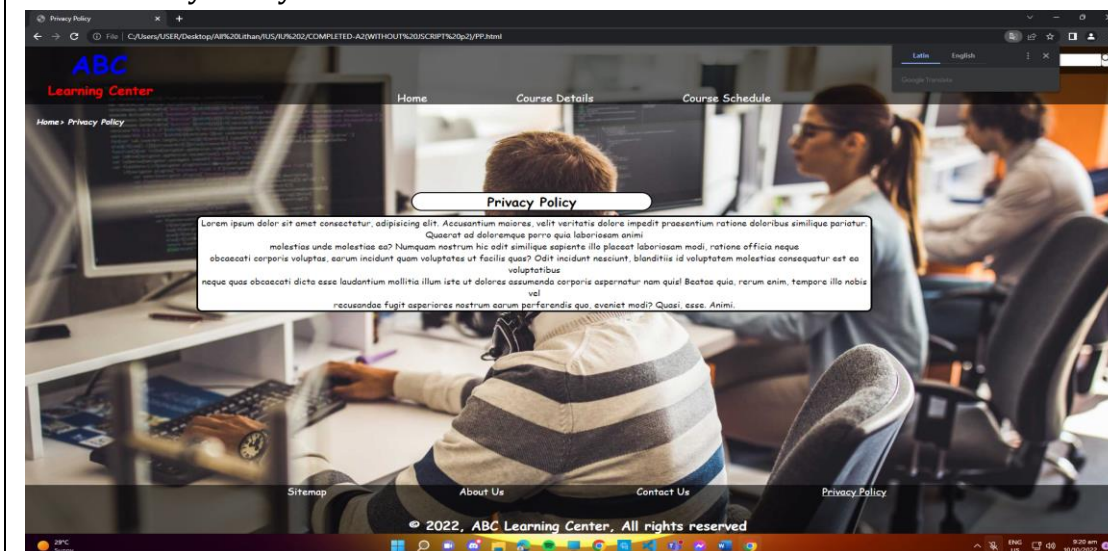 Privacy Policy
File | C:/Users/USER/Desktop/All%20Lithan/IUS/IU%202/COMPLETED-A2(WITHOUT%20JSCRIPT%20p2)/PP.html
Latin English
Google Translate
ABC
Learning Center
Home Course Details Course Schedule
Home> Privacy Policy
Privacy Policy
Lorem ipsum dolor sit amet consectetur, adipisicing elit. Accusantium maiores, velit veritatis dolore impedit praesentium ratione doloribus similique pariatur.
Quaerat ad doloremque porro quia laboriosam animi
molestias unde molestiae ea? Numquam nostrum hic odit similique sapiente illo placeat laboriosam modi, ratione officia neque
obcaecati corporis voluptas, earum incidunt quam voluptates ut facilis quas? Odit incidunt nesciunt, blanditiis id voluptatem molestias consequatur est ea
voluptatibus
neque quas obcaecati dicta esse laudantium mollitia illum iste ut dolores assumenda corporis aspernatur nam quis! Beatae quia, rerum enim, tempore illo nobis
vel
recusandae fugit asperiores nostrum earum perferendis quo, eveniet modi? Quasi, esse. Animi.
Sitemap About Us Contact Us Privacy Policy
© 2022, ABC Learning Center, All rights reserved
29°C
ENG
US
9:20 am
10/10/2022